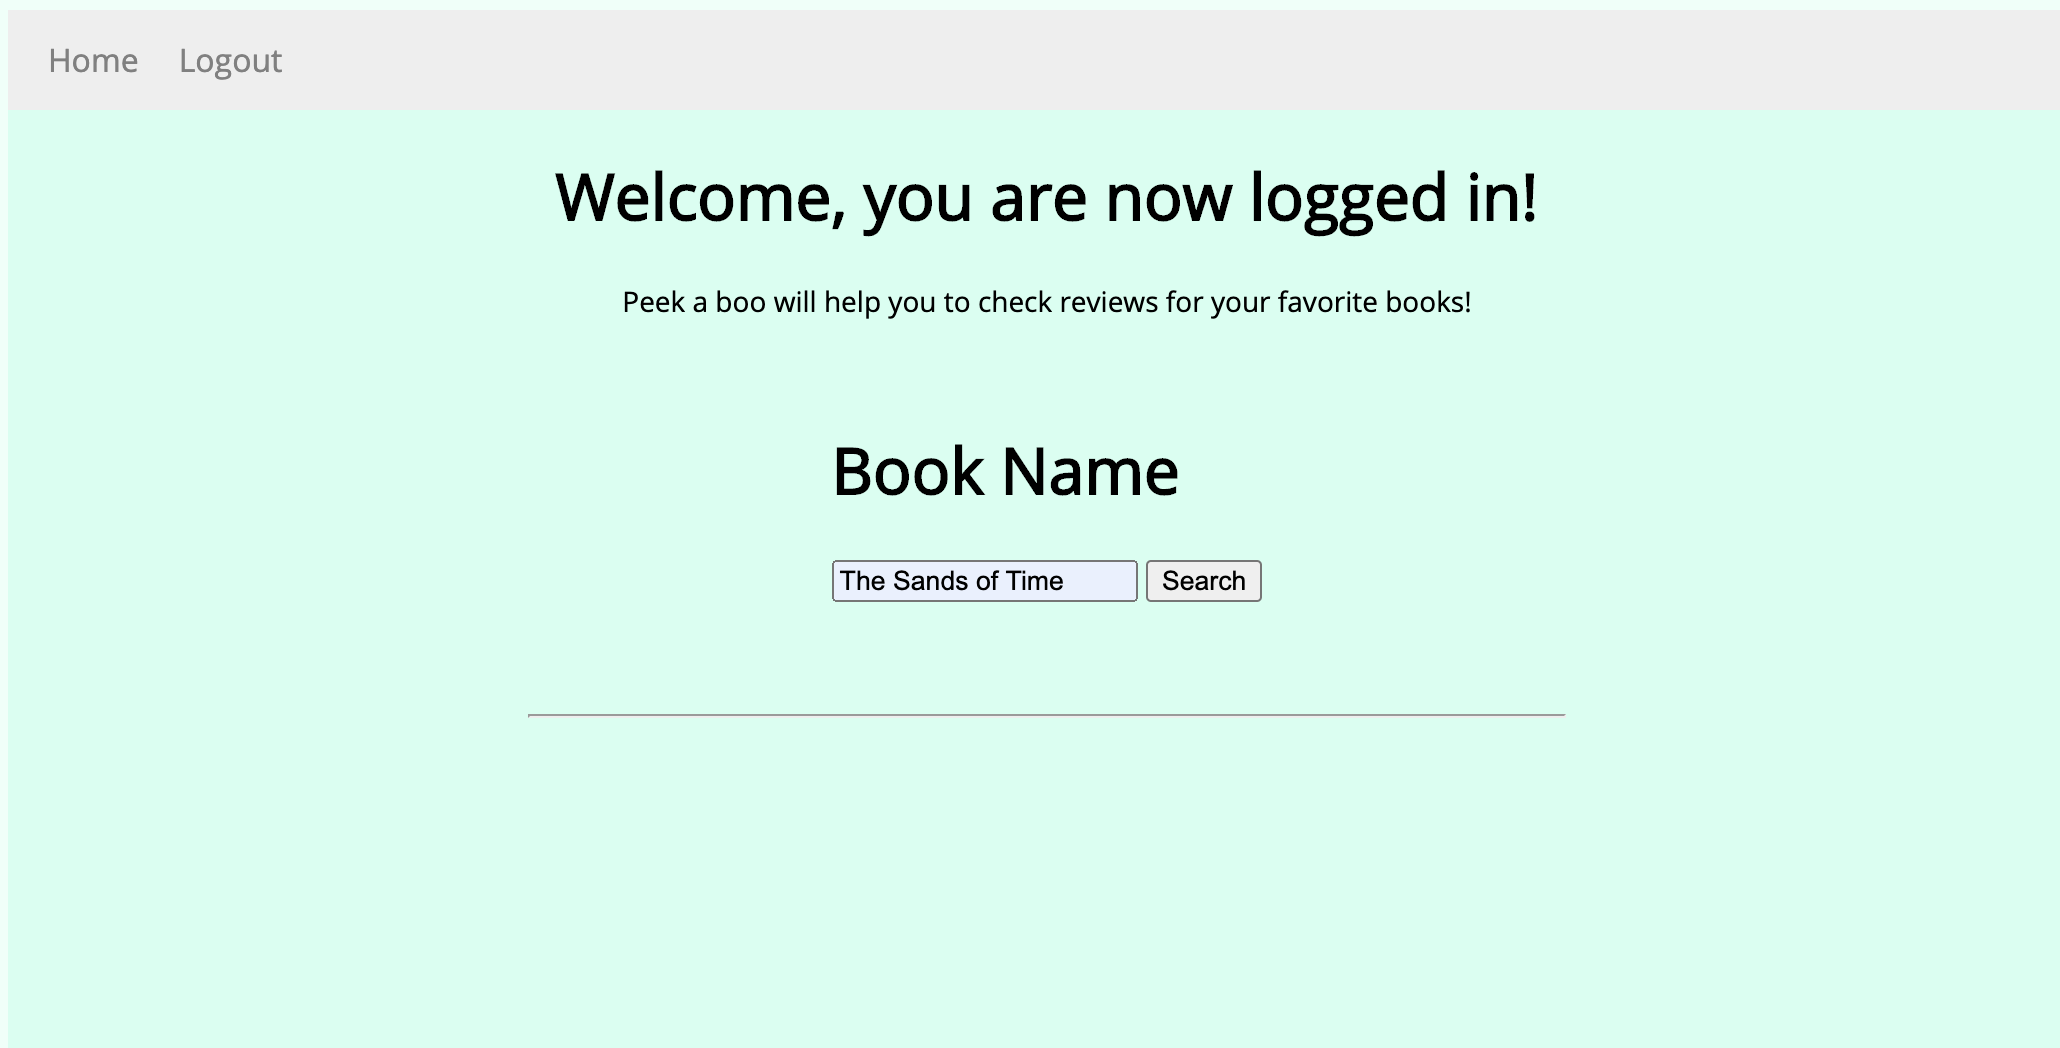 Home Logout
Welcome, you are now logged in!
Peek a boo will help you to check reviews for your favorite books!
Book Name
The Sands of Time Search